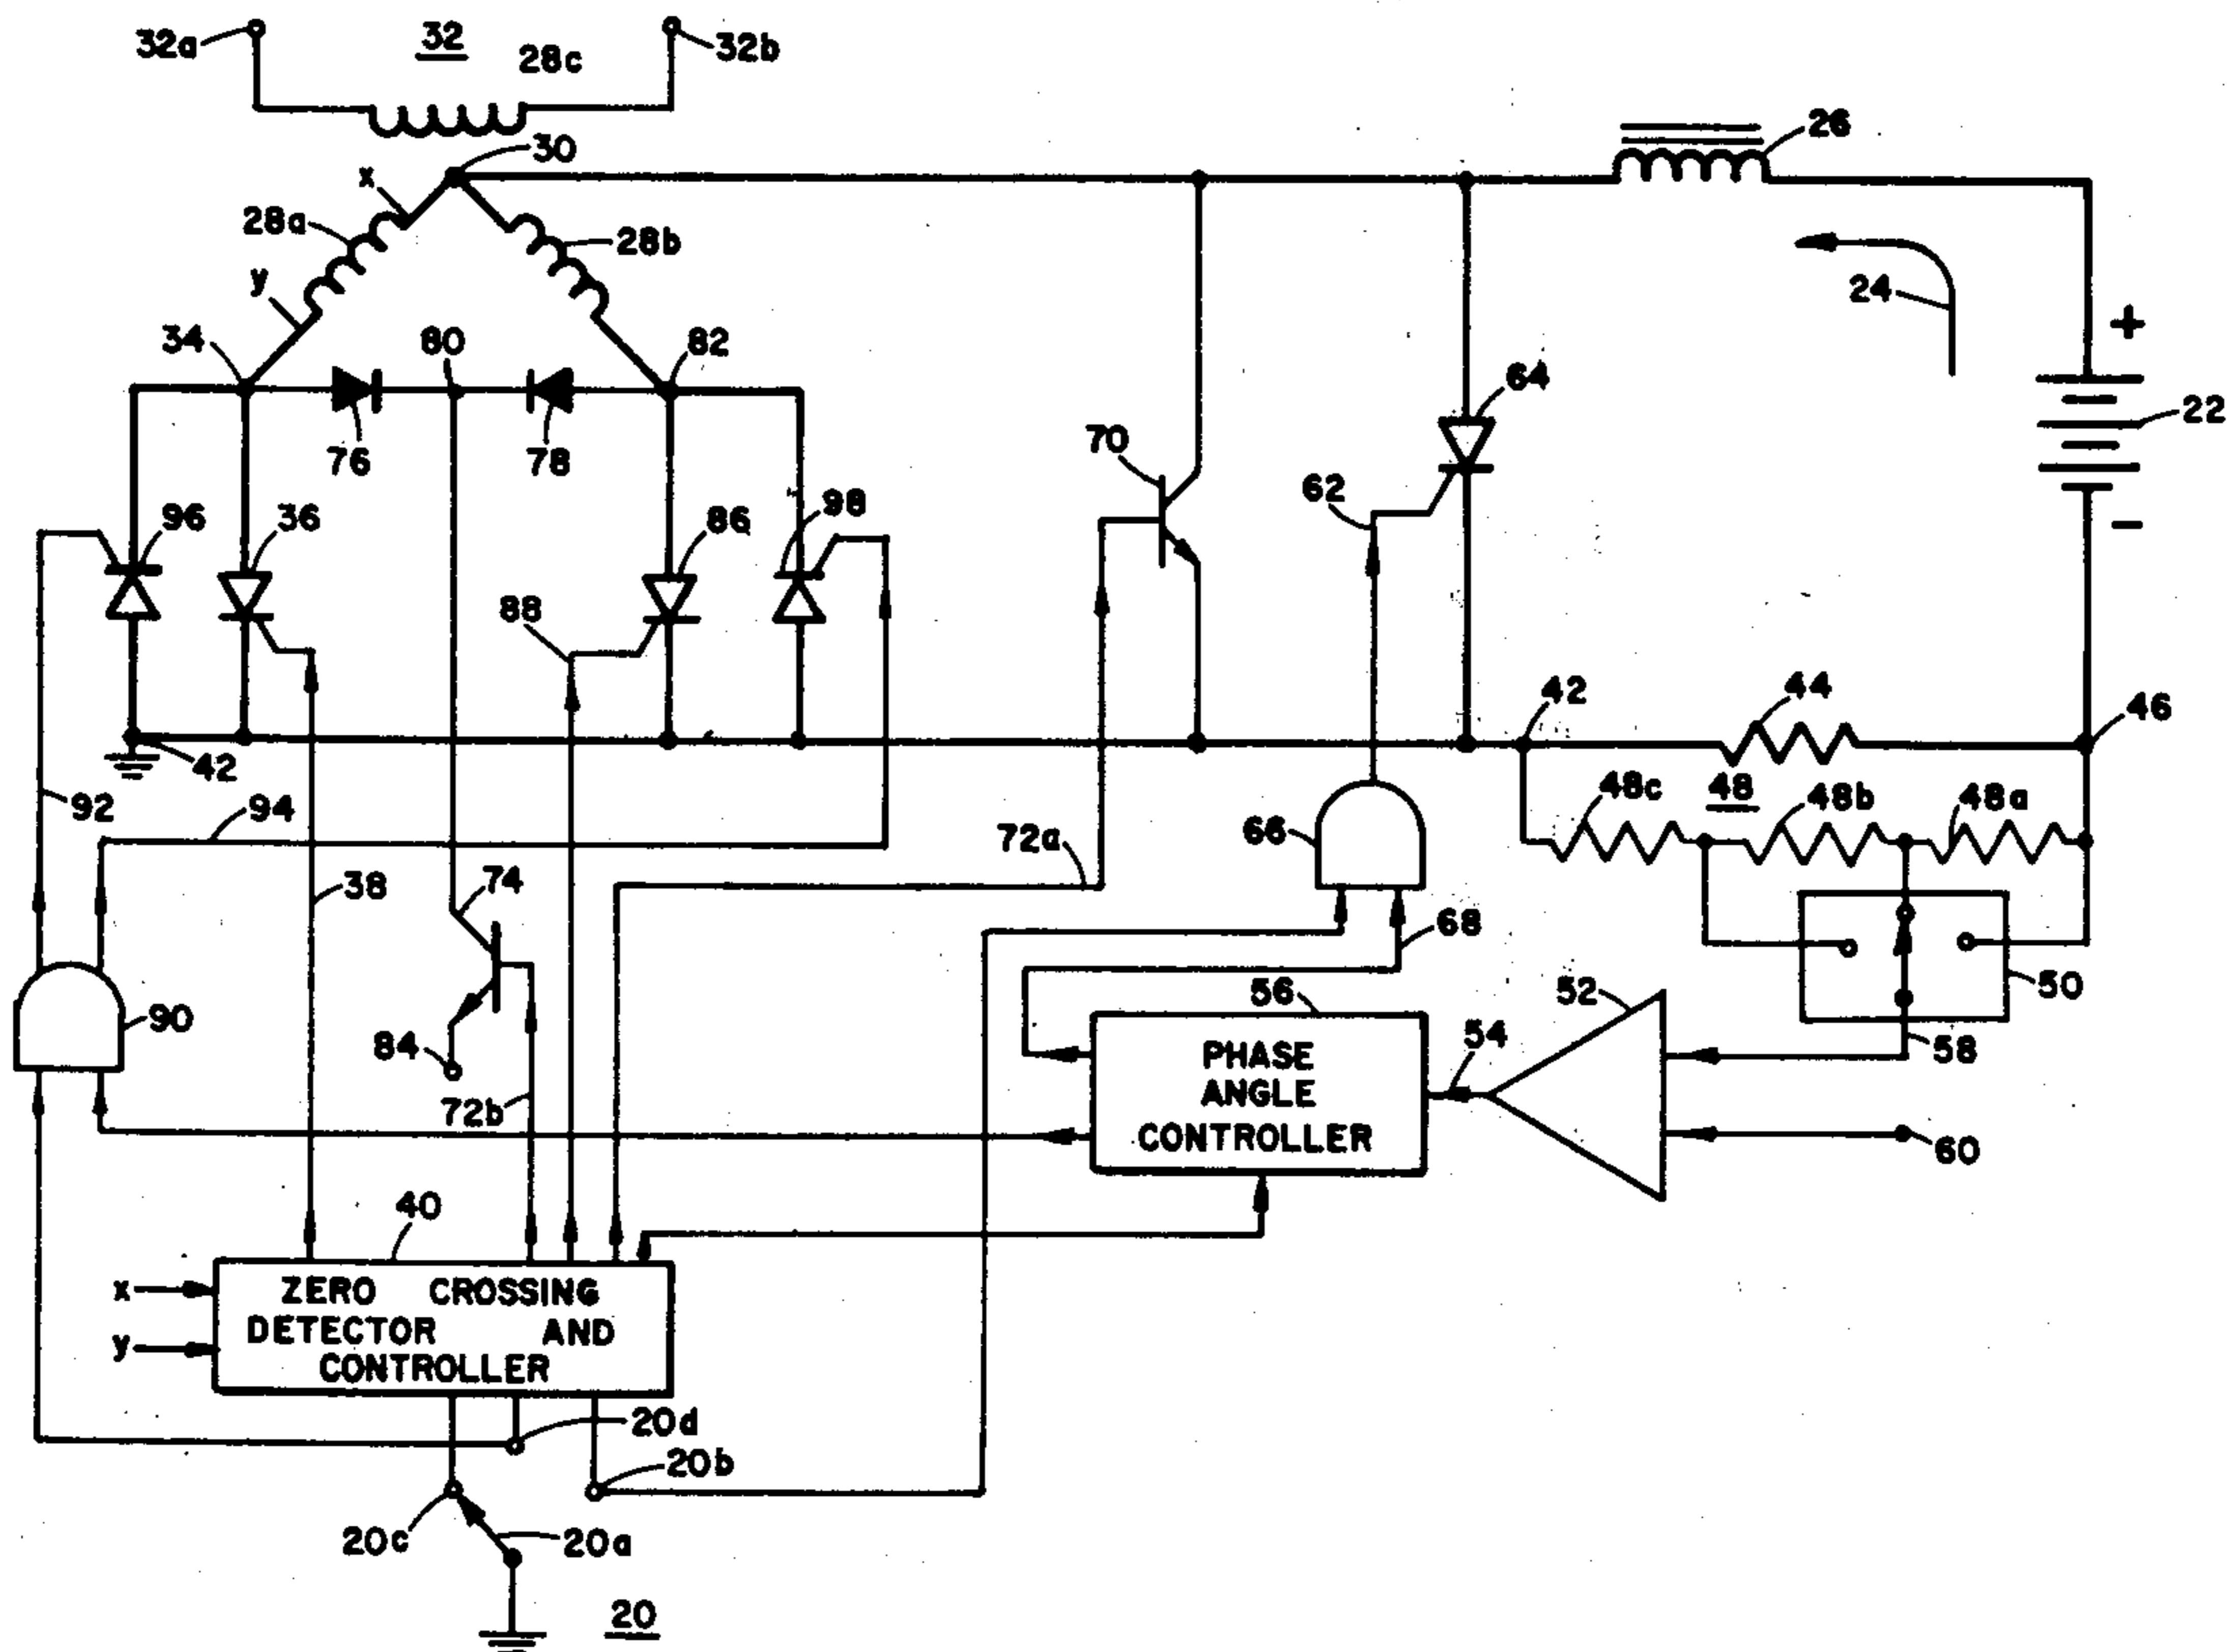 32a
32
28c
32b
30
x
28a
28b
y
26
24
+
22
−
34
80
82
76
78
64
70
62
96
36
86
98
88
42
44
46
42
92
94
48c
48
48b
48a
66
72a
38
74
68
50
90
84
72b
56
PHASE
ANGLE
CONTROLLER
54
52
58
60
40
x
y
ZERO CROSSING
DETECTOR AND
CONTROLLER
20d
20b
20c
20a
20